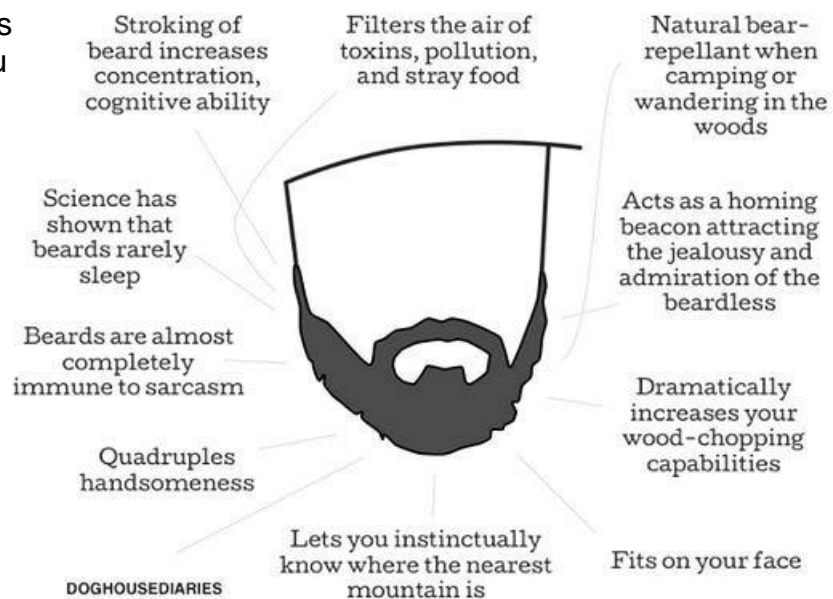 s
u
Stroking of
beard increases
concentration,
cognitive ability
Filters the air of
toxins, pollution,
and stray food
Natural bear-
repellant when
camping or
wandering in the
woods
Science has
shown that
beards rarely
sleep
Acts as a homing
beacon attracting
the jealousy and
admiration of the
beardless
Beards are almost
completely
immune to sarcasm
Dramatically
increases your
wood-chopping
capabilities
Quadruples
handsomeness
Lets you instinctually
know where the nearest
mountain is
Fits on your face
DOGHOUSEDIARIES